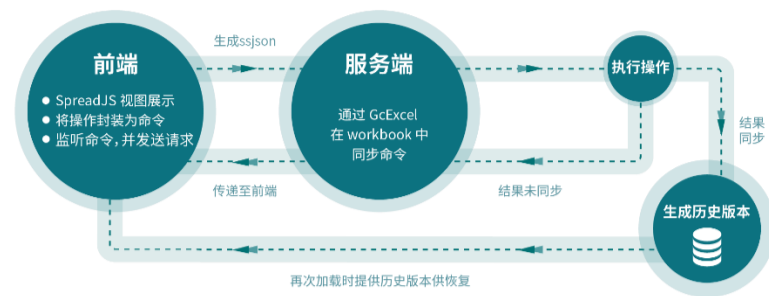 生成ssjson
前端
SpreadJS 视图展示
将操作封装为命令
监听命令,并发送请求
服务端
通过 GcExcel
在 workbook 中
同步命令
执行操作
结果
同步
传递至前端
结果未同步
生成历史版本
再次加载时提供历史版本供恢复